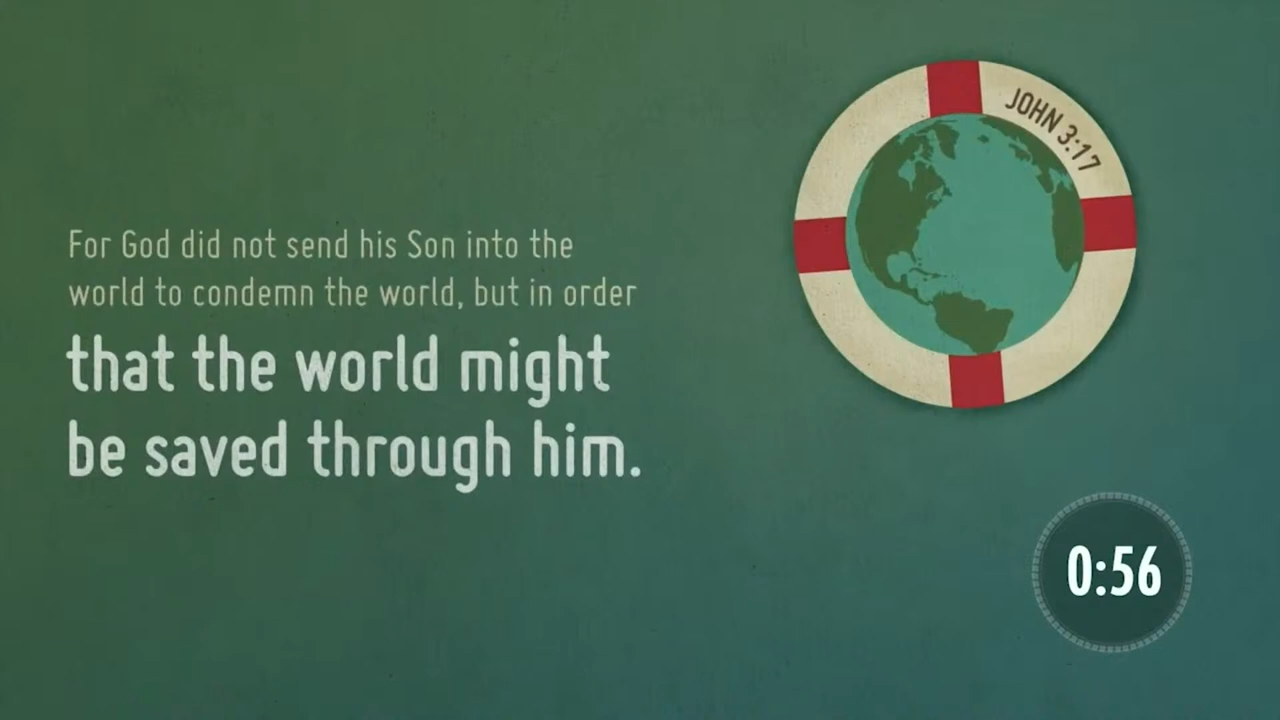 For God did not send his Son into the
world to condemn the world, but in order
that the world might
be saved through him.
JOHN 3:17
0:56